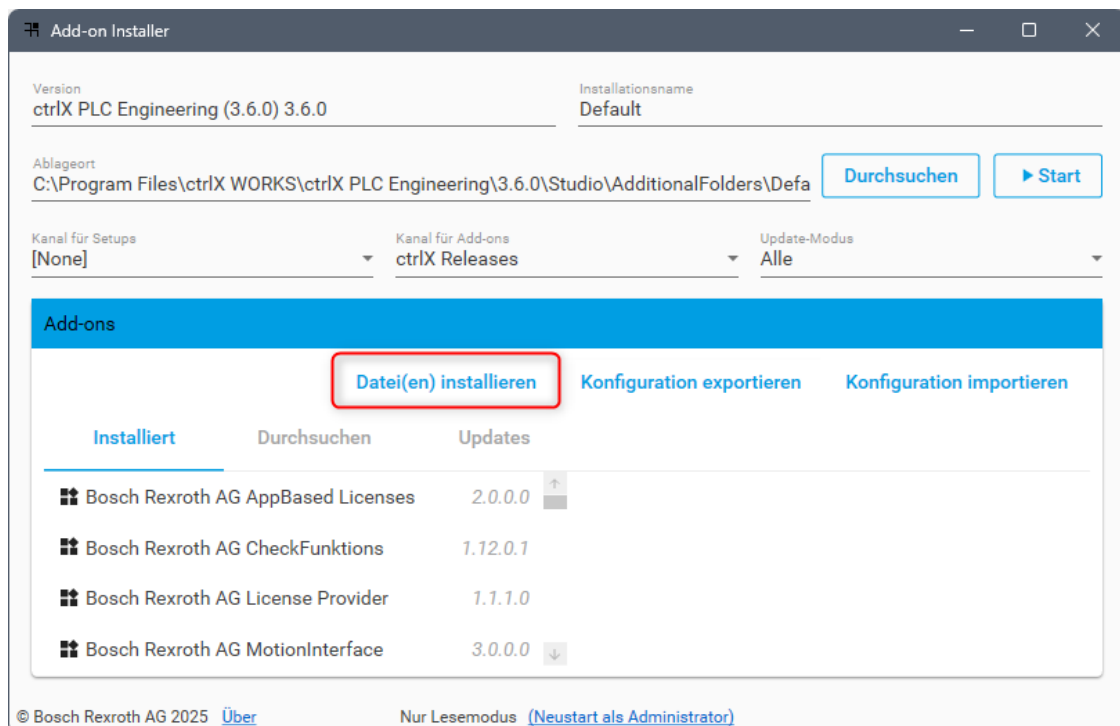 Add-on Installer
Version
ctrlX PLC Engineering (3.6.0) 3.6.0
Installationsname
Default
Ablageort
C:\Program Files\ctrlX WORKS\ctrlX PLC Engineering\3.6.0\Studio\AdditionalFolders\Defa
Durchsuchen
Start
Kanal für Setups
[None]
Kanal für Add-ons
ctrlX Releases
Update-Modus
Alle
Add-ons
Datei(en) installieren
Konfiguration exportieren
Konfiguration importieren
Installiert
Durchsuchen
Updates
Bosch Rexroth AG AppBased Licenses 2.0.0.0
Bosch Rexroth AG CheckFunktions 1.12.0.1
Bosch Rexroth AG License Provider 1.1.1.0
Bosch Rexroth AG MotionInterface 3.0.0.0
© Bosch Rexroth AG 2025 Über
Nur Lesemodus (Neustart als Administrator)